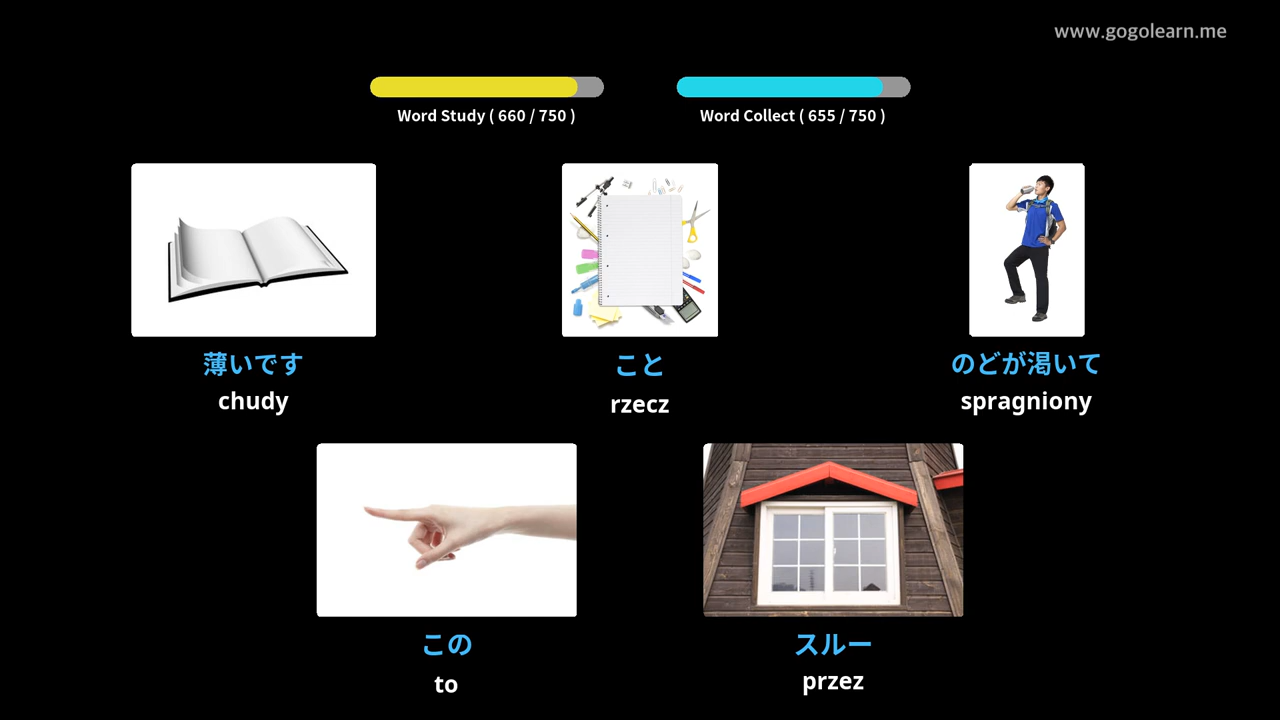 www.gogolearn.me
Word Study ( 660 / 750 )
Word Collect ( 655 / 750 )
薄いです
chudy
こと
rzecz
のどが渇いて
spragniony
この
to
スルー
przez